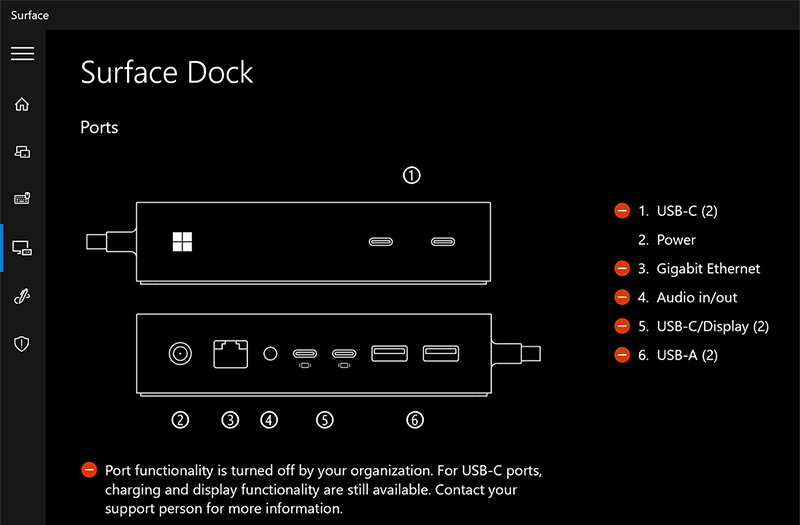 Surface
Surface Dock
Ports
①
1. USB-C (2)
2. Power
3. Gigabit Ethernet
4. Audio in/out
5. USB-C/Display (2)
6. USB-A (2)
② ③ ④ ⑤ ⑥
Port functionality is turned off by your organization. For USB-C ports,
charging and display functionality are still available. Contact your
support person for more information.